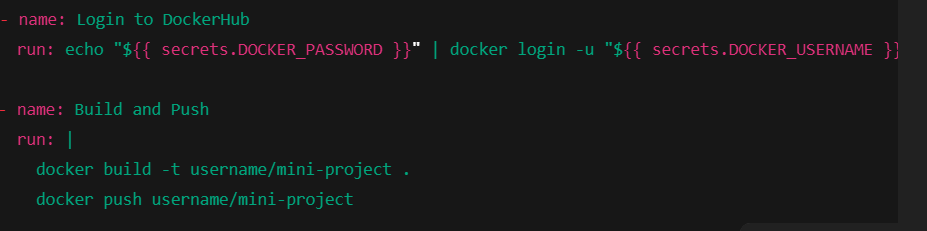 - name: Login to DockerHub
run: echo "${{ secrets.DOCKER_PASSWORD }}" | docker login -u "${{ secrets.DOCKER_USERNAME }}
- name: Build and Push
run: |
docker build -t username/mini-project .
docker push username/mini-project